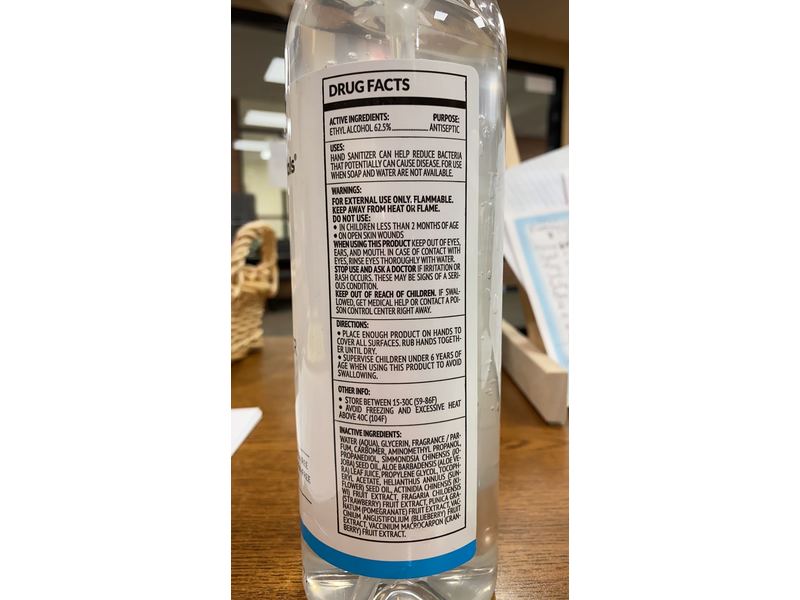 DRUG FACTS
ACTIVE INGREDIENTS: PURPOSE:
ETHYL ALCOHOL 62.5% ANTISEPTIC
USES:
HAND SANITIZER CAN HELP REDUCE BACTERIA
THAT POTENTIALLY CAN CAUSE DISEASE. FOR USE
WHEN SOAP AND WATER ARE NOT AVAILABLE.
WARNINGS:
FOR EXTERNAL USE ONLY. FLAMMABLE.
KEEP AWAY FROM HEAT OR FLAME.
DO NOT USE:
• IN CHILDREN LESS THAN 2 MONTHS OF AGE
• ON OPEN SKIN WOUNDS
WHEN USING THIS PRODUCT KEEP OUT OF EYES,
EARS, AND MOUTH. IN CASE OF CONTACT WITH
EYES, RINSE EYES THOROUGHLY WITH WATER.
STOP USE AND ASK A DOCTOR IF IRRITATION OR
RASH OCCURS. THESE MAY BE SIGNS OF A SERI-
OUS CONDITION.
KEEP OUT OF REACH OF CHILDREN. IF SWAL-
LOWED, GET MEDICAL HELP OR CONTACT A POI-
SON CONTROL CENTER RIGHT AWAY.
DIRECTIONS:
• PLACE ENOUGH PRODUCT ON HANDS TO
COVER ALL SURFACES. RUB HANDS TOGETH-
ER UNTIL DRY.
• SUPERVISE CHILDREN UNDER 6 YEARS OF
AGE WHEN USING THIS PRODUCT TO AVOID
SWALLOWING.
OTHER INFO:
• STORE BETWEEN 15-30C (59-86F)
• AVOID FREEZING AND EXCESSIVE HEAT
ABOVE 40C (104F)
INACTIVE INGREDIENTS:
WATER (AQUA), GLYCERIN, FRAGRANCE / PAR-
FUM, CARBOMER, AMINOMETHYL PROPANOL,
PROPANEDIOL, SIMMONDSIA CHINENSIS (JO-
JOBA) SEED OIL, ALOE BARBADENSIS (ALOE VE-
RA) LEAF JUICE, PROPYLENE GLYCOL, TOCOPH-
ERYL ACETATE, HELIANTHUS ANNUUS (SUN-
FLOWER) SEED OIL, ACTINIDIA CHINENSIS (KI-
WI) FRUIT EXTRACT, FRAGARIA CHILOENSIS
(STRAWBERRY) FRUIT EXTRACT, PUNICA GRA-
NATUM (POMEGRANATE) FRUIT EXTRACT, VAC-
CINIUM ANGUSTIFOLIUM (BLUEBERRY) FRUIT
EXTRACT, VACCINIUM MACROCARPON (CRAN-
BERRY) FRUIT EXTRACT.